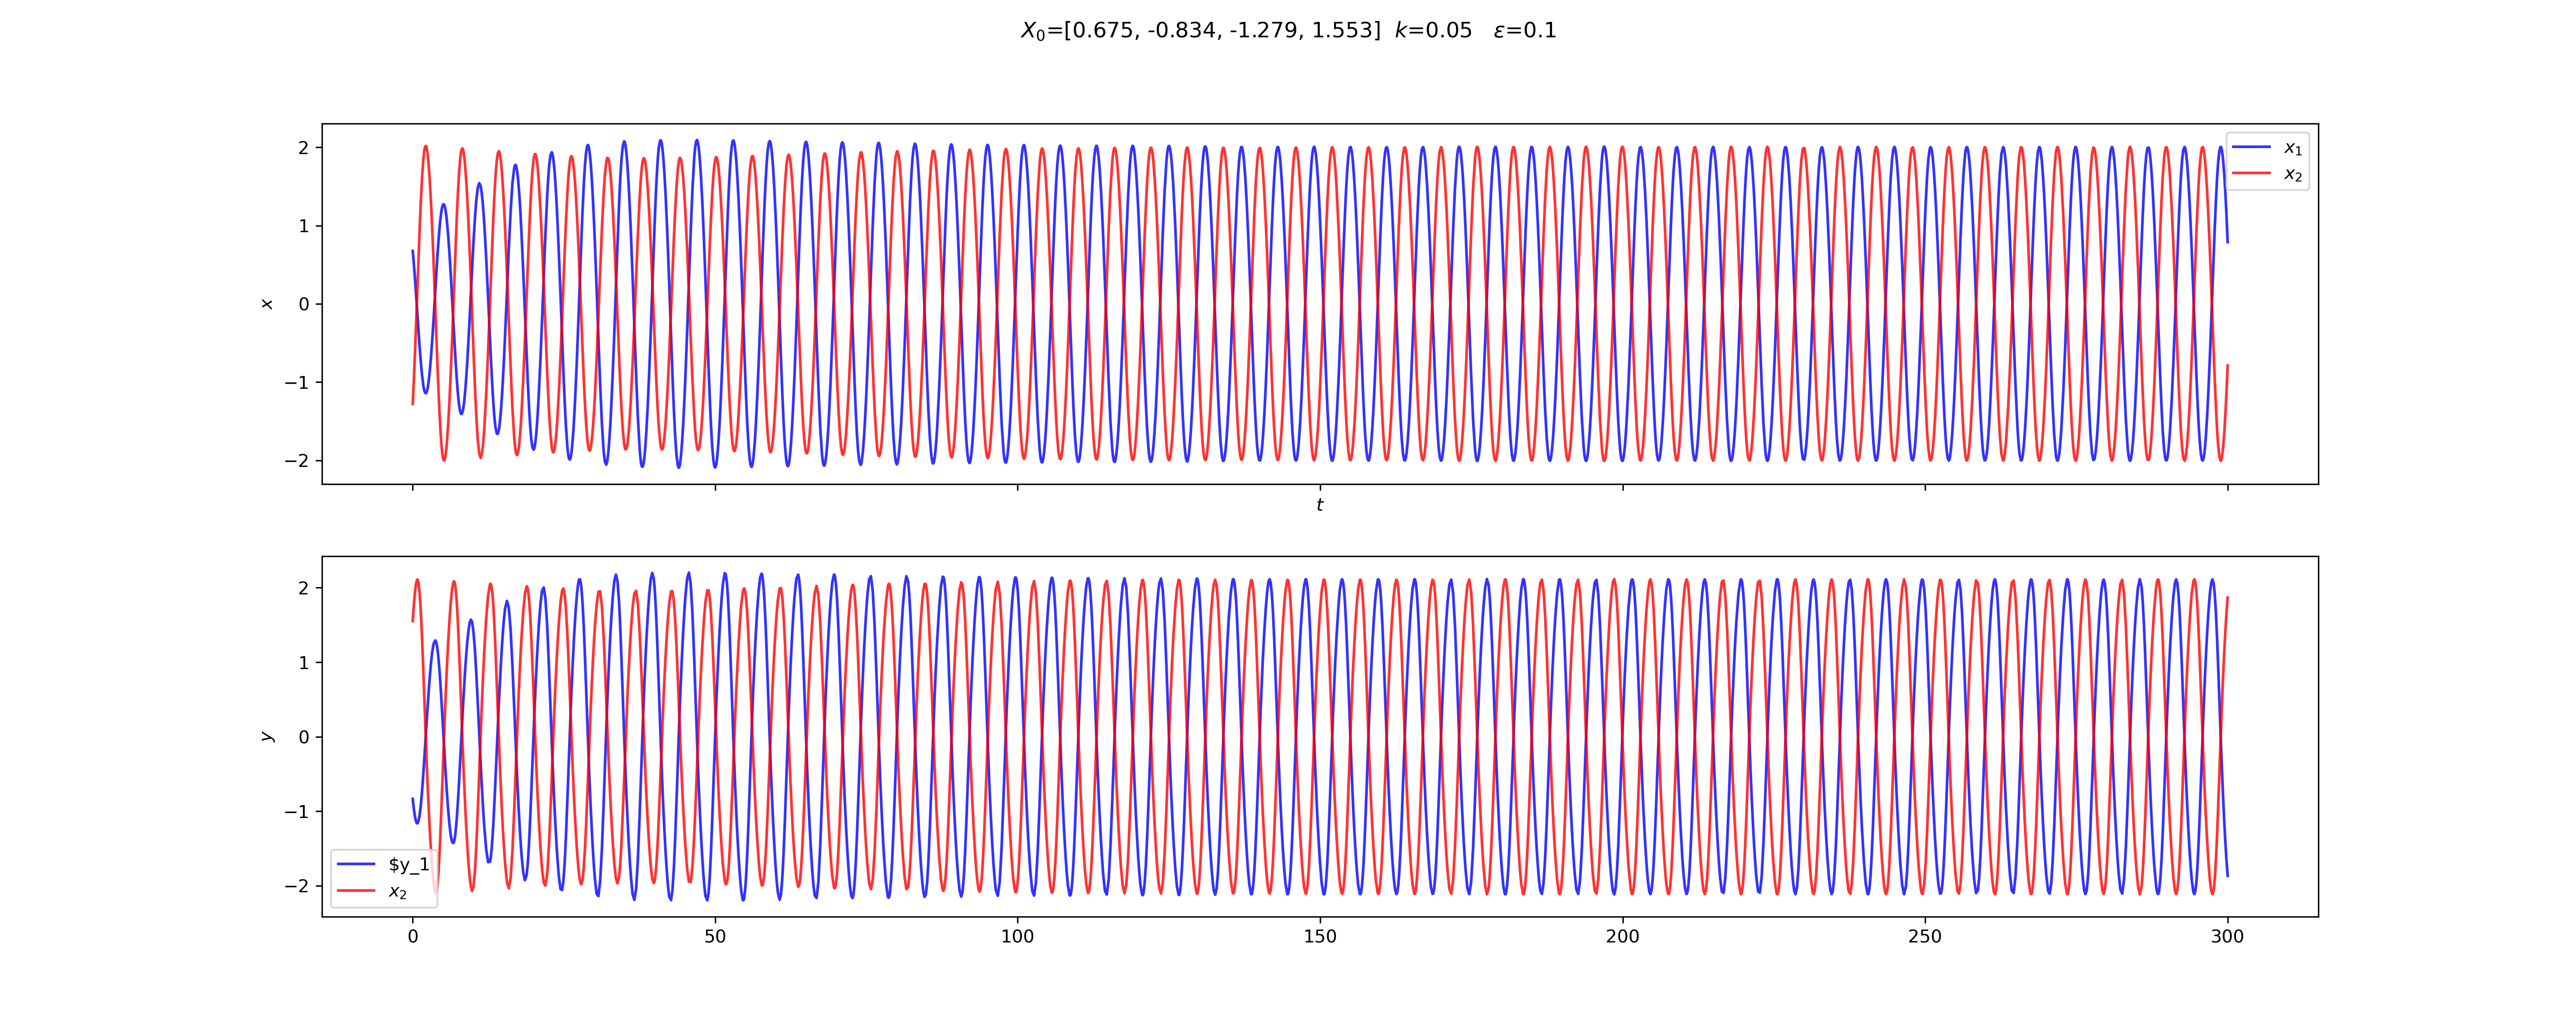 X₀=[0.675, -0.834, -1.279, 1.553] k=0.05 ε=0.1
2
1
0
−1
−2
x
x₁
x₂
t
2
1
0
−1
−2
y
$y_1
x₂
0 50 100 150 200 250 300